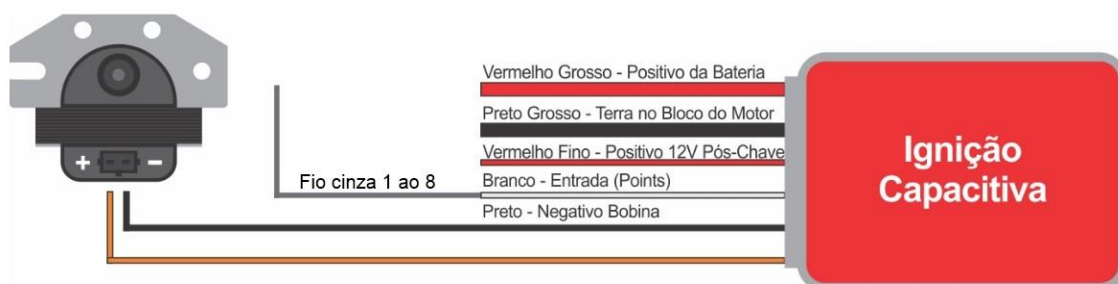 Vermelho Grosso - Positivo da Bateria
Preto Grosso - Terra no Bloco do Motor
Vermelho Fino - Positivo 12V Pós-Chave
Fio cinza 1 ao 8
Branco - Entrada (Points)
Preto - Negativo Bobina
+ -
Ignição
Capacitiva